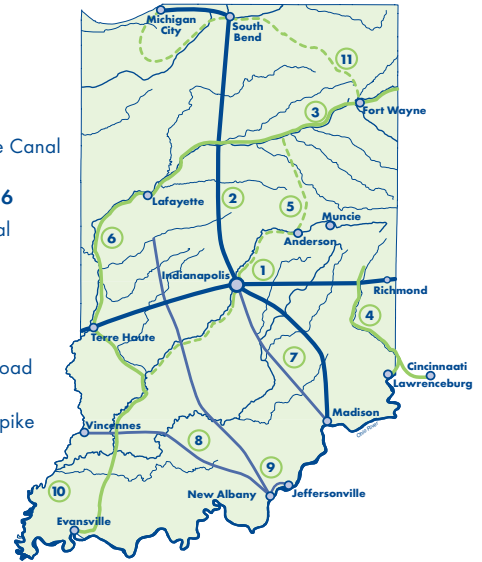 e Canal
6
al
oad
pike
Michigan
City
South
Bend
11
Fort Wayne
3
Lafayette
2
5
Muncie
6
Anderson
Indianapolis
1
Richmond
4
Terre Haute
7
Cincinnaati
Lawrenceburg
Madison
Ohio River
Vincennes
8
9
10
New Albany
Jeffersonville
Evansville